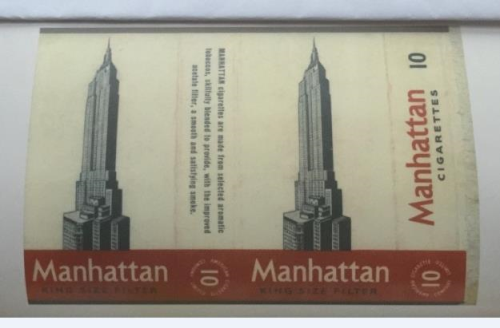 MANHATTAN cigarettes are made from selected aromatic
tobaccos, skilfully blended to provide, with the improved
acetate filter, a smooth and satisfying smoke.
Manhattan 10
CIGARETTES
Manhattan
KING SIZE FILTER
10
Manhattan
KING SIZE FILTER
10